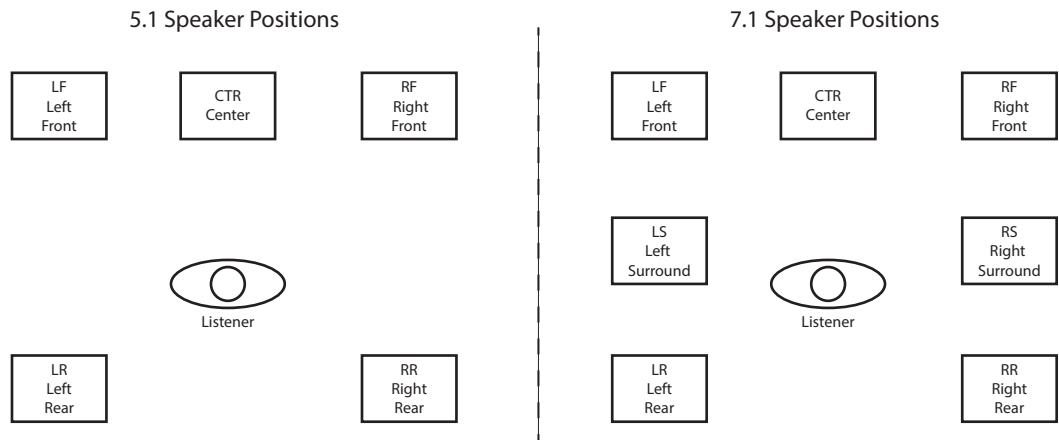 5.1 Speaker Positions
LF
Left
Front
CTR
Center
RF
Right
Front
Listener
LR
Left
Rear
RR
Right
Rear
7.1 Speaker Positions
LF
Left
Front
CTR
Center
RF
Right
Front
LS
Left
Surround
RS
Right
Surround
Listener
LR
Left
Rear
RR
Right
Rear